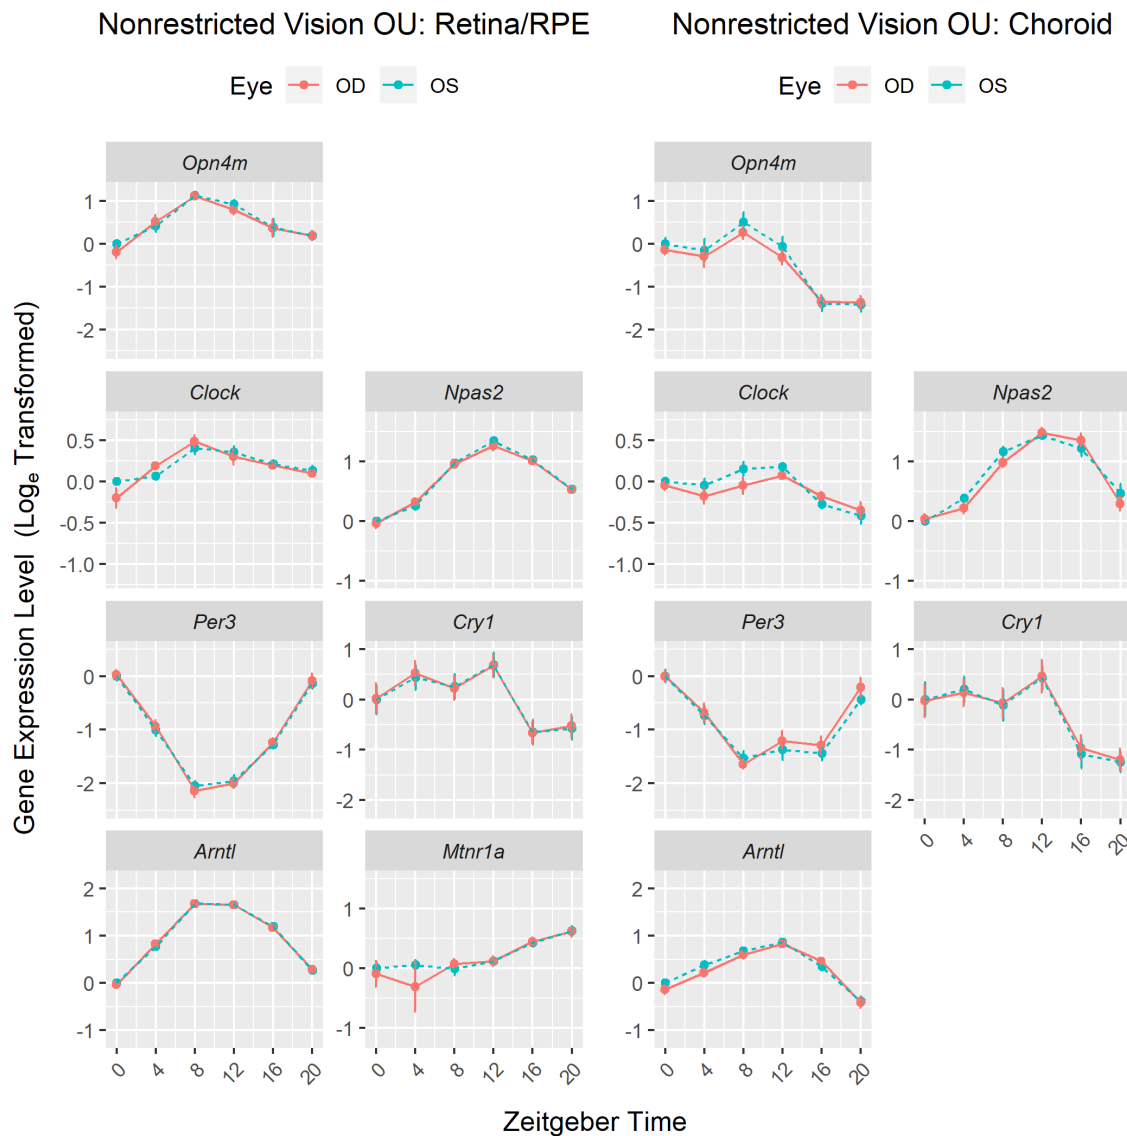 Nonrestricted Vision OU: Retina/RPE
Nonrestricted Vision OU: Choroid
Eye OD OS
Eye OD OS
Gene Expression Level (Logₑ Transformed)
Opn4m
1
0
-1
-2
Opn4m
1
0
-1
-2
Clock
0.5
0.0
-0.5
-1.0
Npas2
1
0
-1
Clock
0.5
0.0
-0.5
-1.0
Npas2
1
0
-1
Per3
0
-1
-2
Cry1
1
0
-1
-2
Per3
0
-1
-2
Cry1
1
0
-1
-2
0 4 8 12 16 20
Arntl
2
1
0
-1
0 4 8 12 16 20
Mtnr1a
1
0
-1
0 4 8 12 16 20
Arntl
2
1
0
-1
0 4 8 12 16 20
Zeitgeber Time